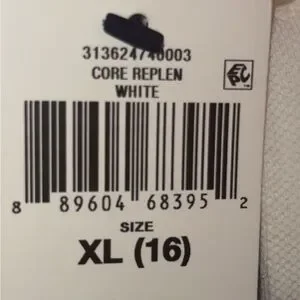 313624740003
CORE REPLEN
WHITE
8 89604 68395 2
SIZE
XL (16)